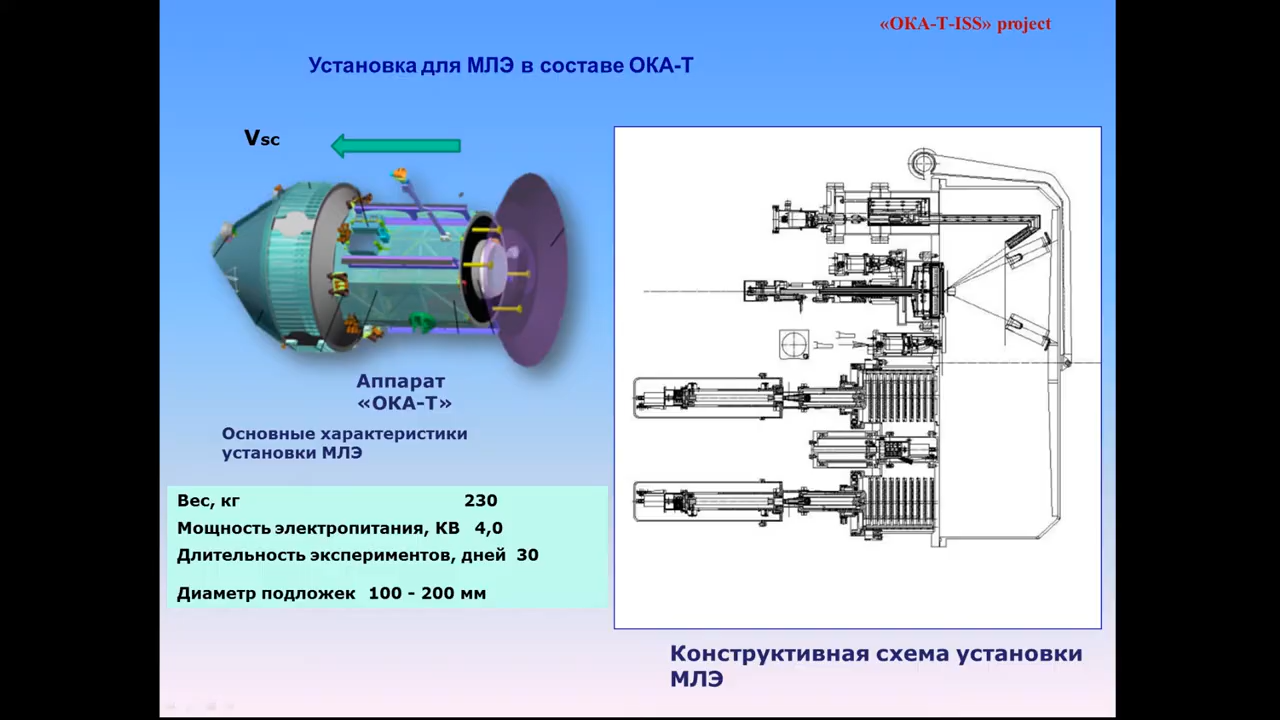 «ОКА-Т-ISS» project
Установка для МЛЭ в составе ОКА-Т
Vsc
Аппарат
«ОКА-Т»
Основные характеристики
установки МЛЭ
Вес, кг 230
Мощность электропитания, КВ 4,0
Длительность экспериментов, дней 30
Диаметр подложек 100 - 200 мм
Конструктивная схема установки
МЛЭ